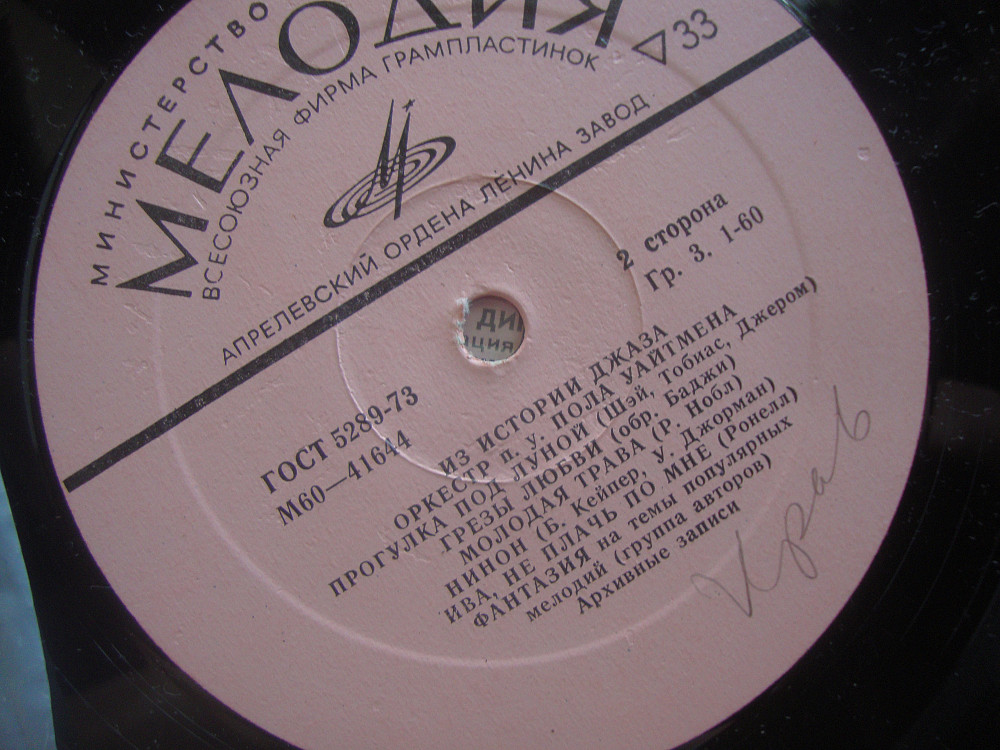 МИНИСТЕРСТВО
МЕЛОДИЯ
ВСЕСОЮЗНАЯ ФИРМА ГРАМПЛАСТИНОК
33
АПРЕЛЕВСКИЙ ОРДЕНА ЛЕНИНА ЗАВОД
2 сторона
Гр. 3. 1-60
ГОСТ 5289-73
М60—41644
ИЗ ИСТОРИИ ДЖАЗА
ОРКЕСТР п. у. ПОЛА УАЙТМЕНА
ПРОГУЛКА ПОД ЛУНОЙ (Шэй, Тобиас, Джером)
ГРЕЗЫ ЛЮБВИ (обр. Баджи)
МОЛОДАЯ ТРАВА (Р. Нобл)
НИНОН (Б. Кейпер, У. Джорман)
ИВА, НЕ ПЛАЧЬ ПО МНЕ (Ронелл)
ФАНТАЗИЯ на темы популярных
мелодий (группа авторов)
Архивные записи